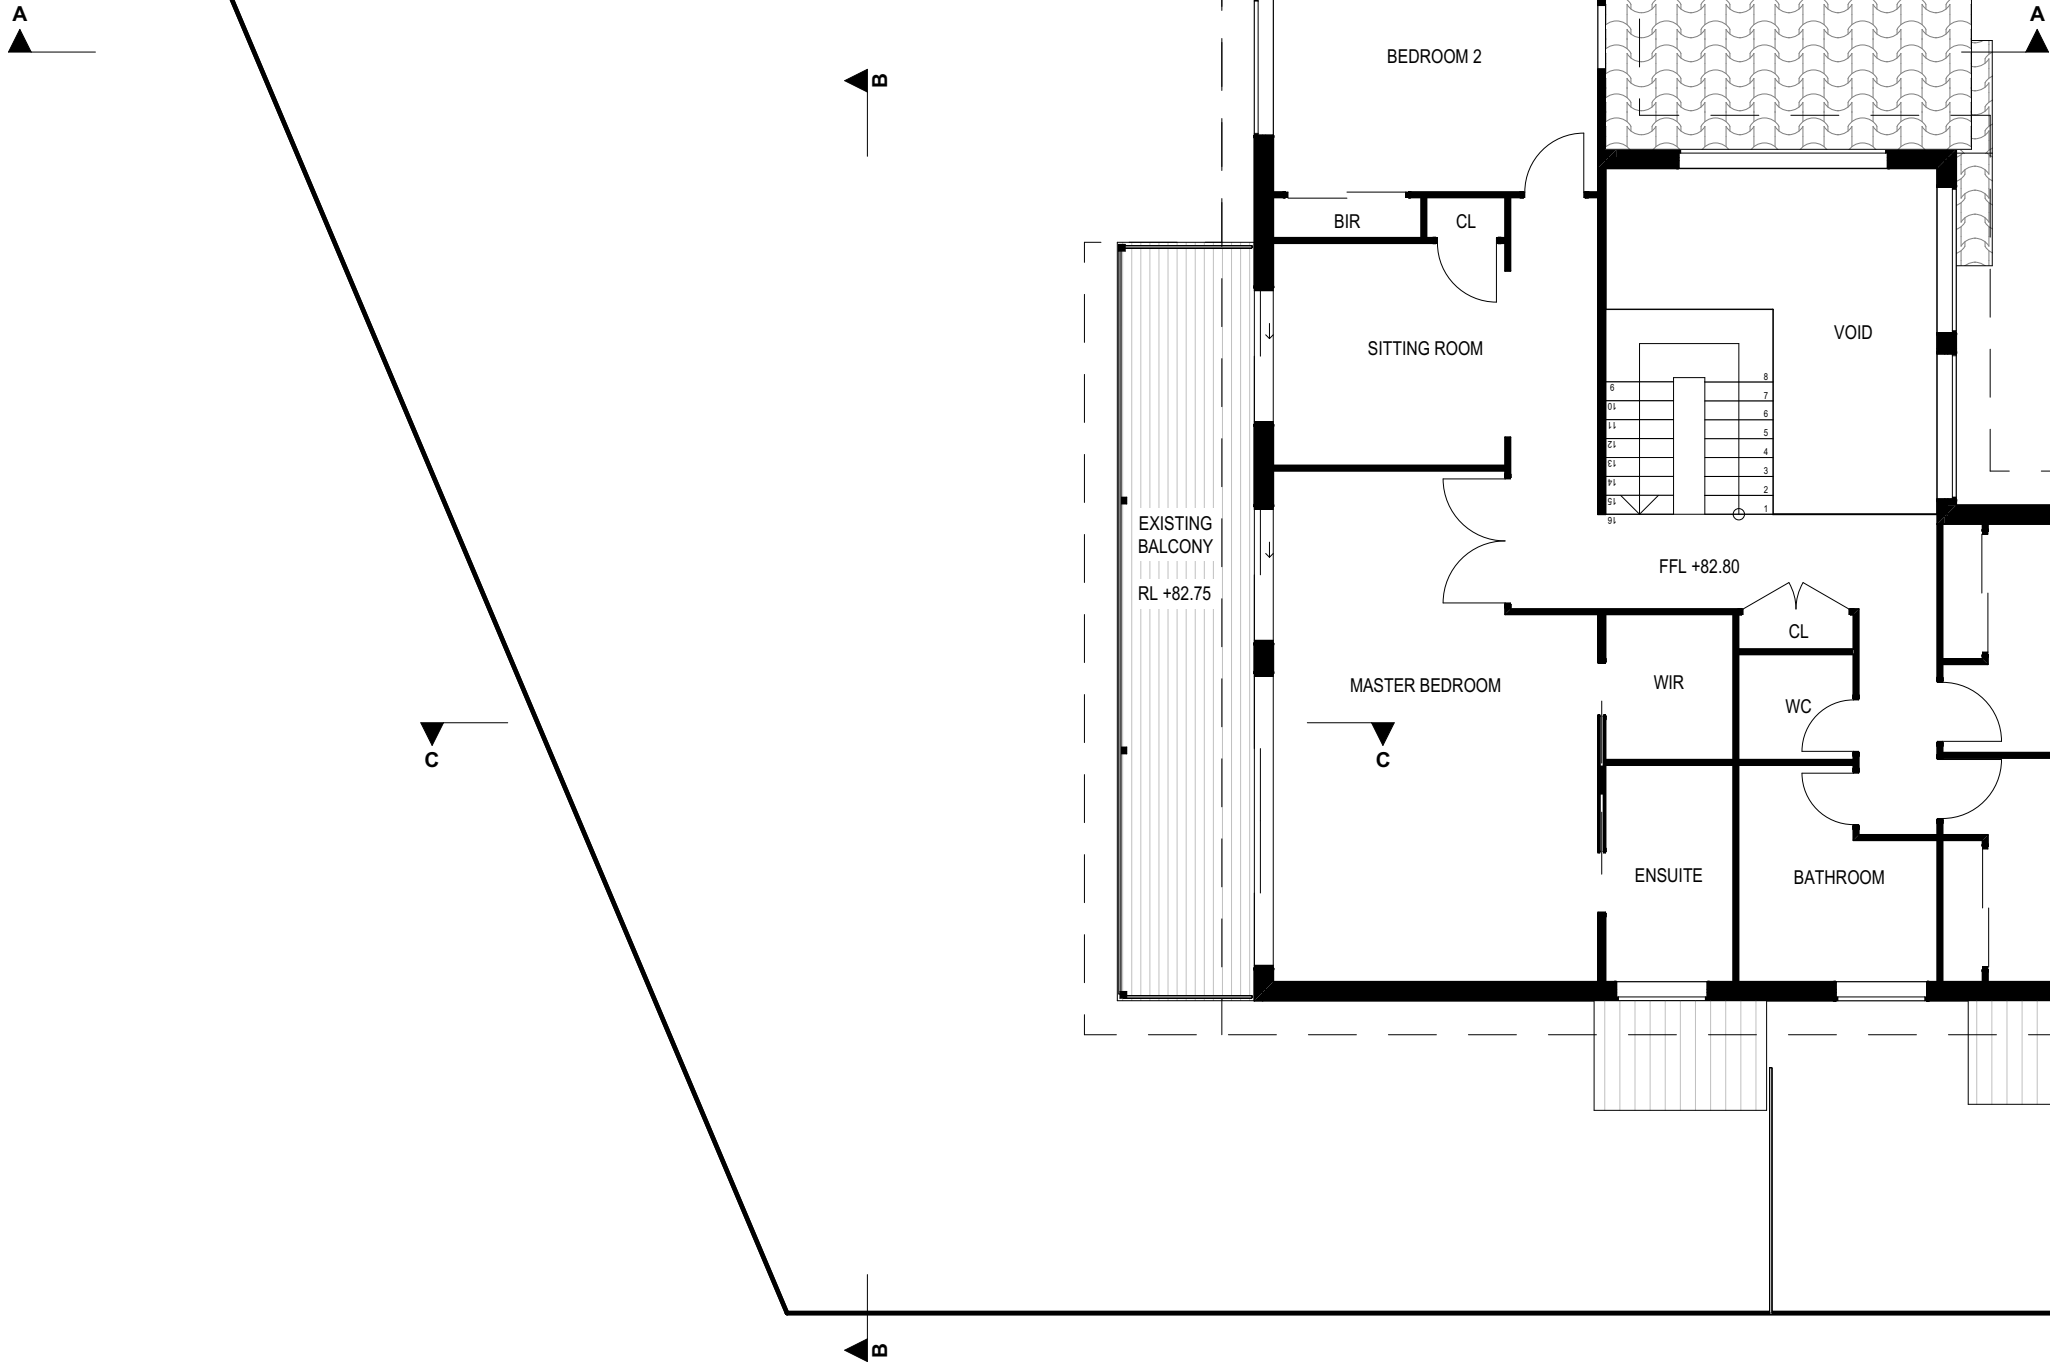 A
A
B
BEDROOM 2
BIR
CL
SITTING ROOM
VOID
8
7
6
5
4
3
2
1
9
10
11
12
13
14
15
16
EXISTING
BALCONY
RL +82.75
FFL +82.80
CL
MASTER BEDROOM
WIR
WC
C
C
ENSUITE
BATHROOM
B